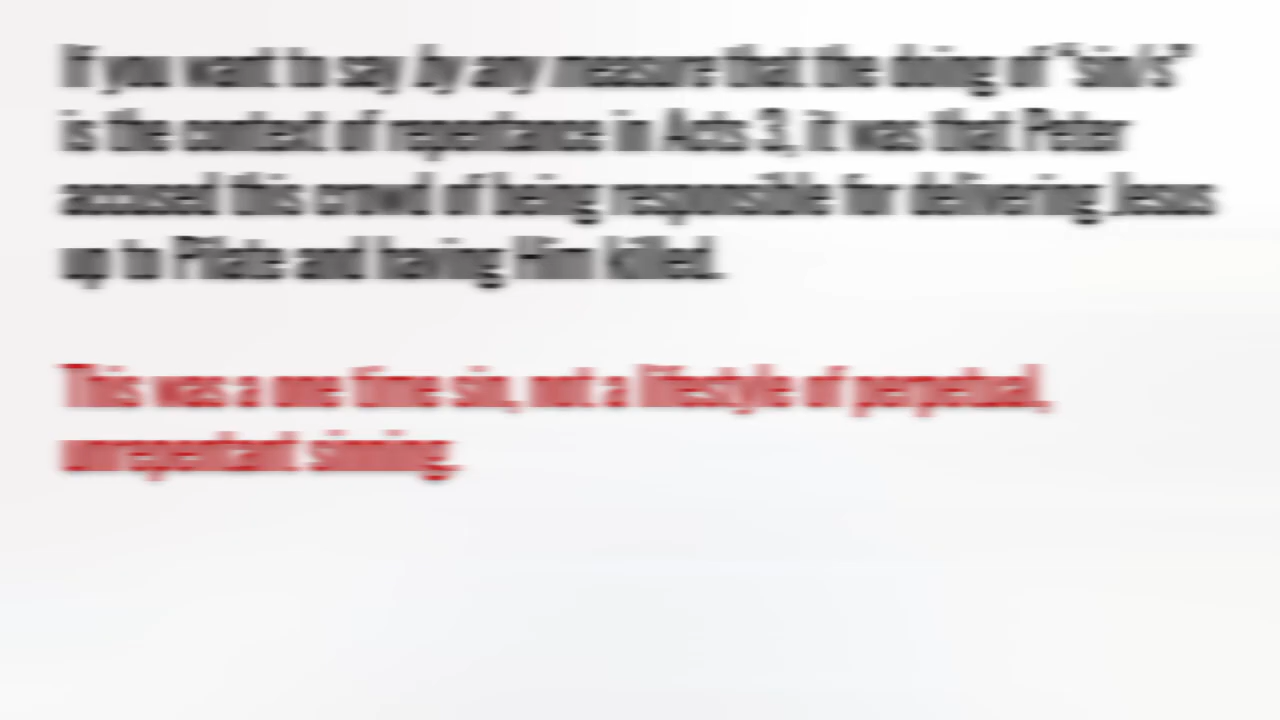 If you want to say by any measure that the doing of “sin/s”
is the context of repentance in Acts 3, it was that Peter
accused this crowd of being responsible for delivering Jesus
up to Pilate and having Him killed.
This was a one time sin, not a lifestyle of perpetual,
unrepentant sinning.